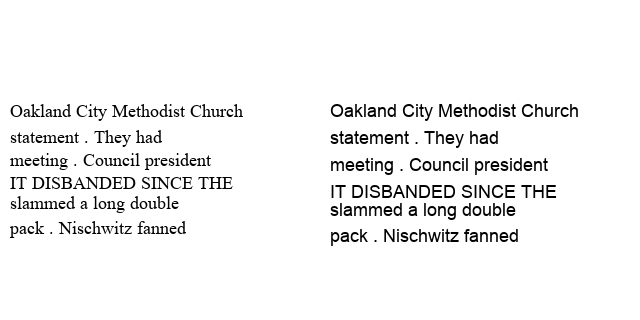 Oakland City Methodist Church
statement . They had
meeting . Council president
IT DISBANDED SINCE THE
slammed a long double
pack . Nischwitz fanned
Oakland City Methodist Church
statement . They had
meeting . Council president
IT DISBANDED SINCE THE
slammed a long double
pack . Nischwitz fanned